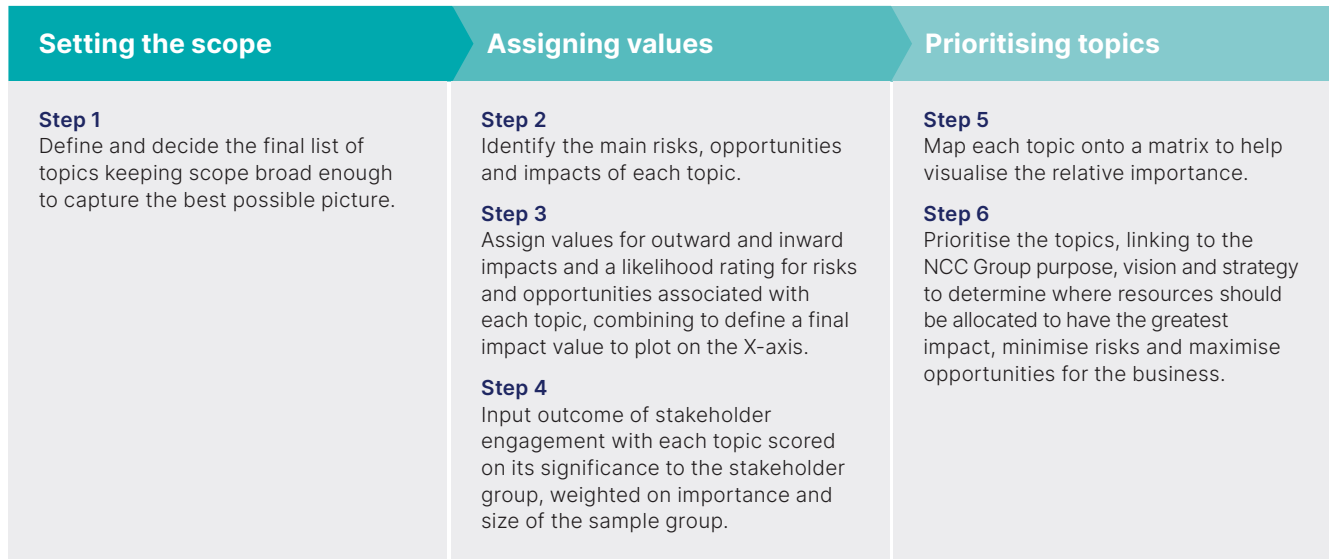 Setting the scope
Step 1
Define and decide the final list of
topics keeping scope broad enough
to capture the best possible picture.
Assigning values
Step 2
Identify the main risks, opportunities
and impacts of each topic.
Step 3
Assign values for outward and inward
impacts and a likelihood rating for risks
and opportunities associated with
each topic, combining to define a final
impact value to plot on the X-axis.
Step 4
Input outcome of stakeholder
engagement with each topic scored
on its significance to the stakeholder
group, weighted on importance and
size of the sample group.
Prioritising topics
Step 5
Map each topic onto a matrix to help
visualise the relative importance.
Step 6
Prioritise the topics, linking to the
NCC Group purpose, vision and strategy
to determine where resources should
be allocated to have the greatest
impact, minimise risks and maximise
opportunities for the business.